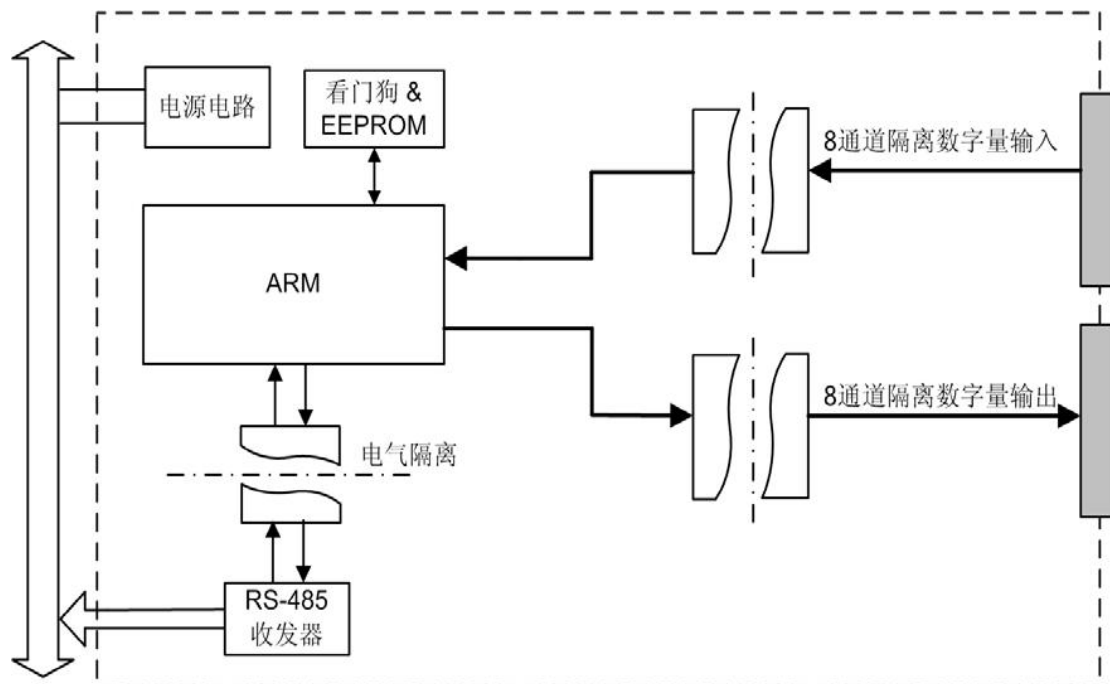 电源电路
看门狗 &
EEPROM
8通道隔离数字量输入
ARM
8通道隔离数字量输出
电气隔离
RS-485
收发器